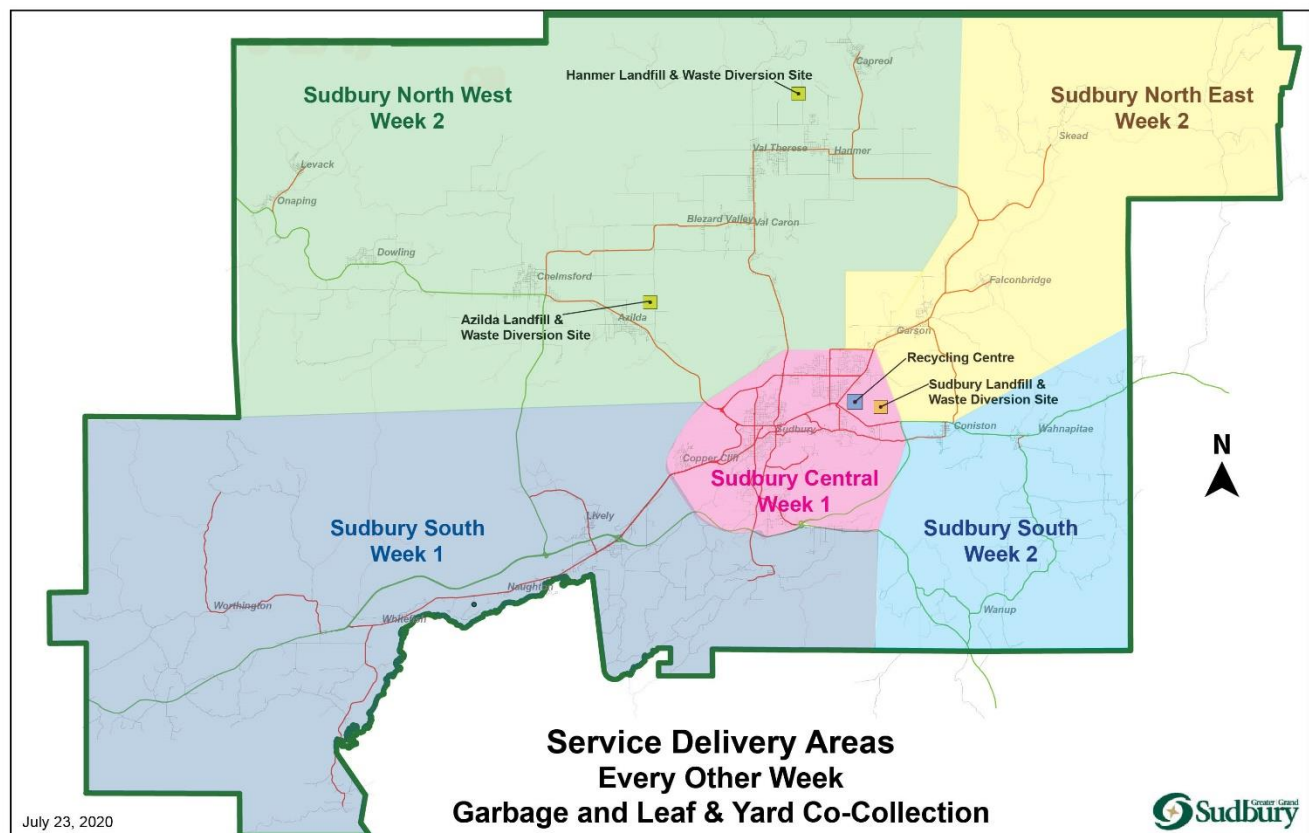 Hanmer Landfill & Waste Diversion Site
Capreol
Sudbury North West
Week 2
Sudbury North East
Week 2
Skead
Val Therese
Hanmer
Levack
Onaping
Blezard Valley
Val Caron
Dowling
Chelmsford
Falconbridge
Azilda Landfill &
Waste Diversion Site
Azilda
Garson
Recycling Centre
Sudbury Landfill &
Waste Diversion Site
Sudbury
Coniston
Wahnapitae
Copper Cliff
N
Sudbury Central
Week 1
Sudbury South
Week 1
Lively
Sudbury South
Week 2
Naughton
Worthington
Whitefish
Wanup
Service Delivery Areas
Every Other Week
Garbage and Leaf & Yard Co-Collection
July 23, 2020
Greater Grand
Sudbury